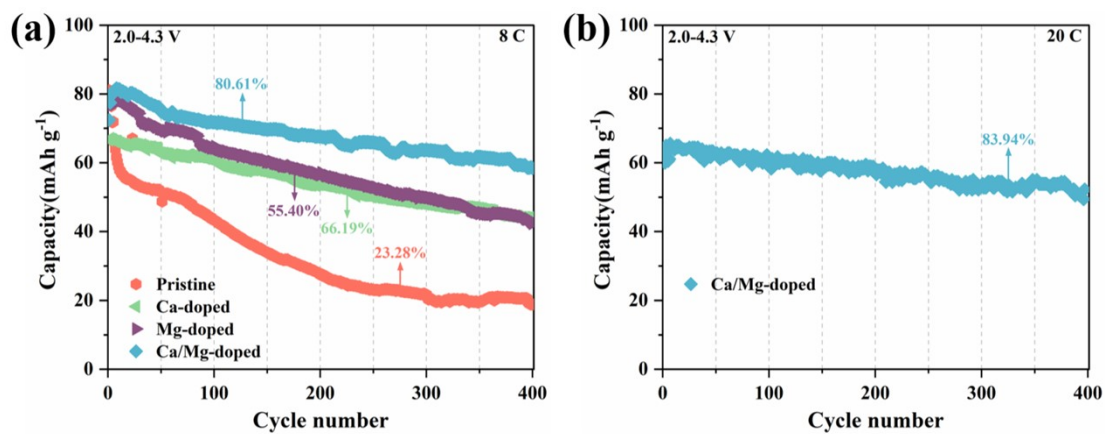 (a)
2.0-4.3 V
8 C
100
80
60
40
20
0
Capacity(mAh g-1)
80.61%
55.40%
66.19%
23.28%
Pristine
Ca-doped
Mg-doped
Ca/Mg-doped
0 100 200 300 400
Cycle number
(b)
2.0-4.3 V
20 C
100
80
60
40
20
0
Capacity(mAh g-1)
83.94%
Ca/Mg-doped
0 100 200 300 400
Cycle number